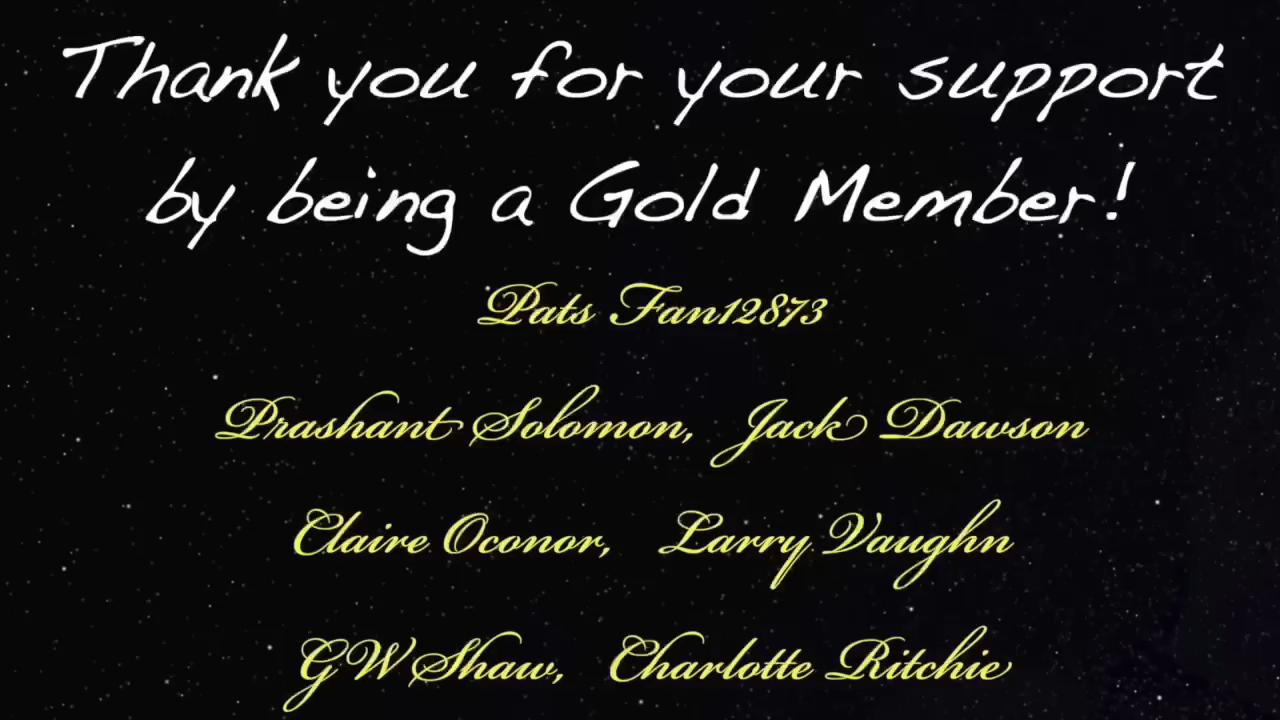 Thank you for your support
by being a Gold Member!
Pats Fan12873
Prashant Solomon, Jack Dawson
Claire Oconor, Larry Vaughn
GW Shaw, Charlotte Ritchie